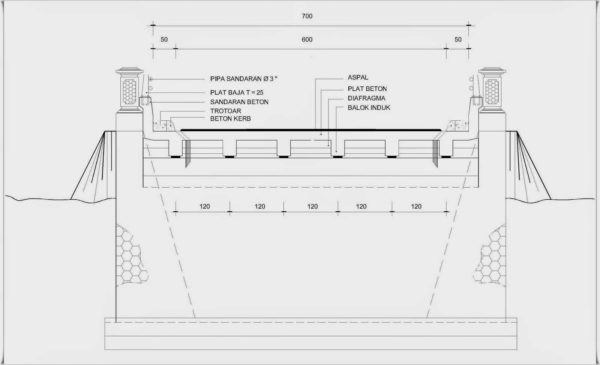 700
50 600 50
PIPA SANDARAN Ø 3 "
PLAT BAJA T = 25
SANDARAN BETON
TROTOAR
BETON KERB
ASPAL
PLAT BETON
DIAFRAGMA
BALOK INDUK
120 120 120 120 120